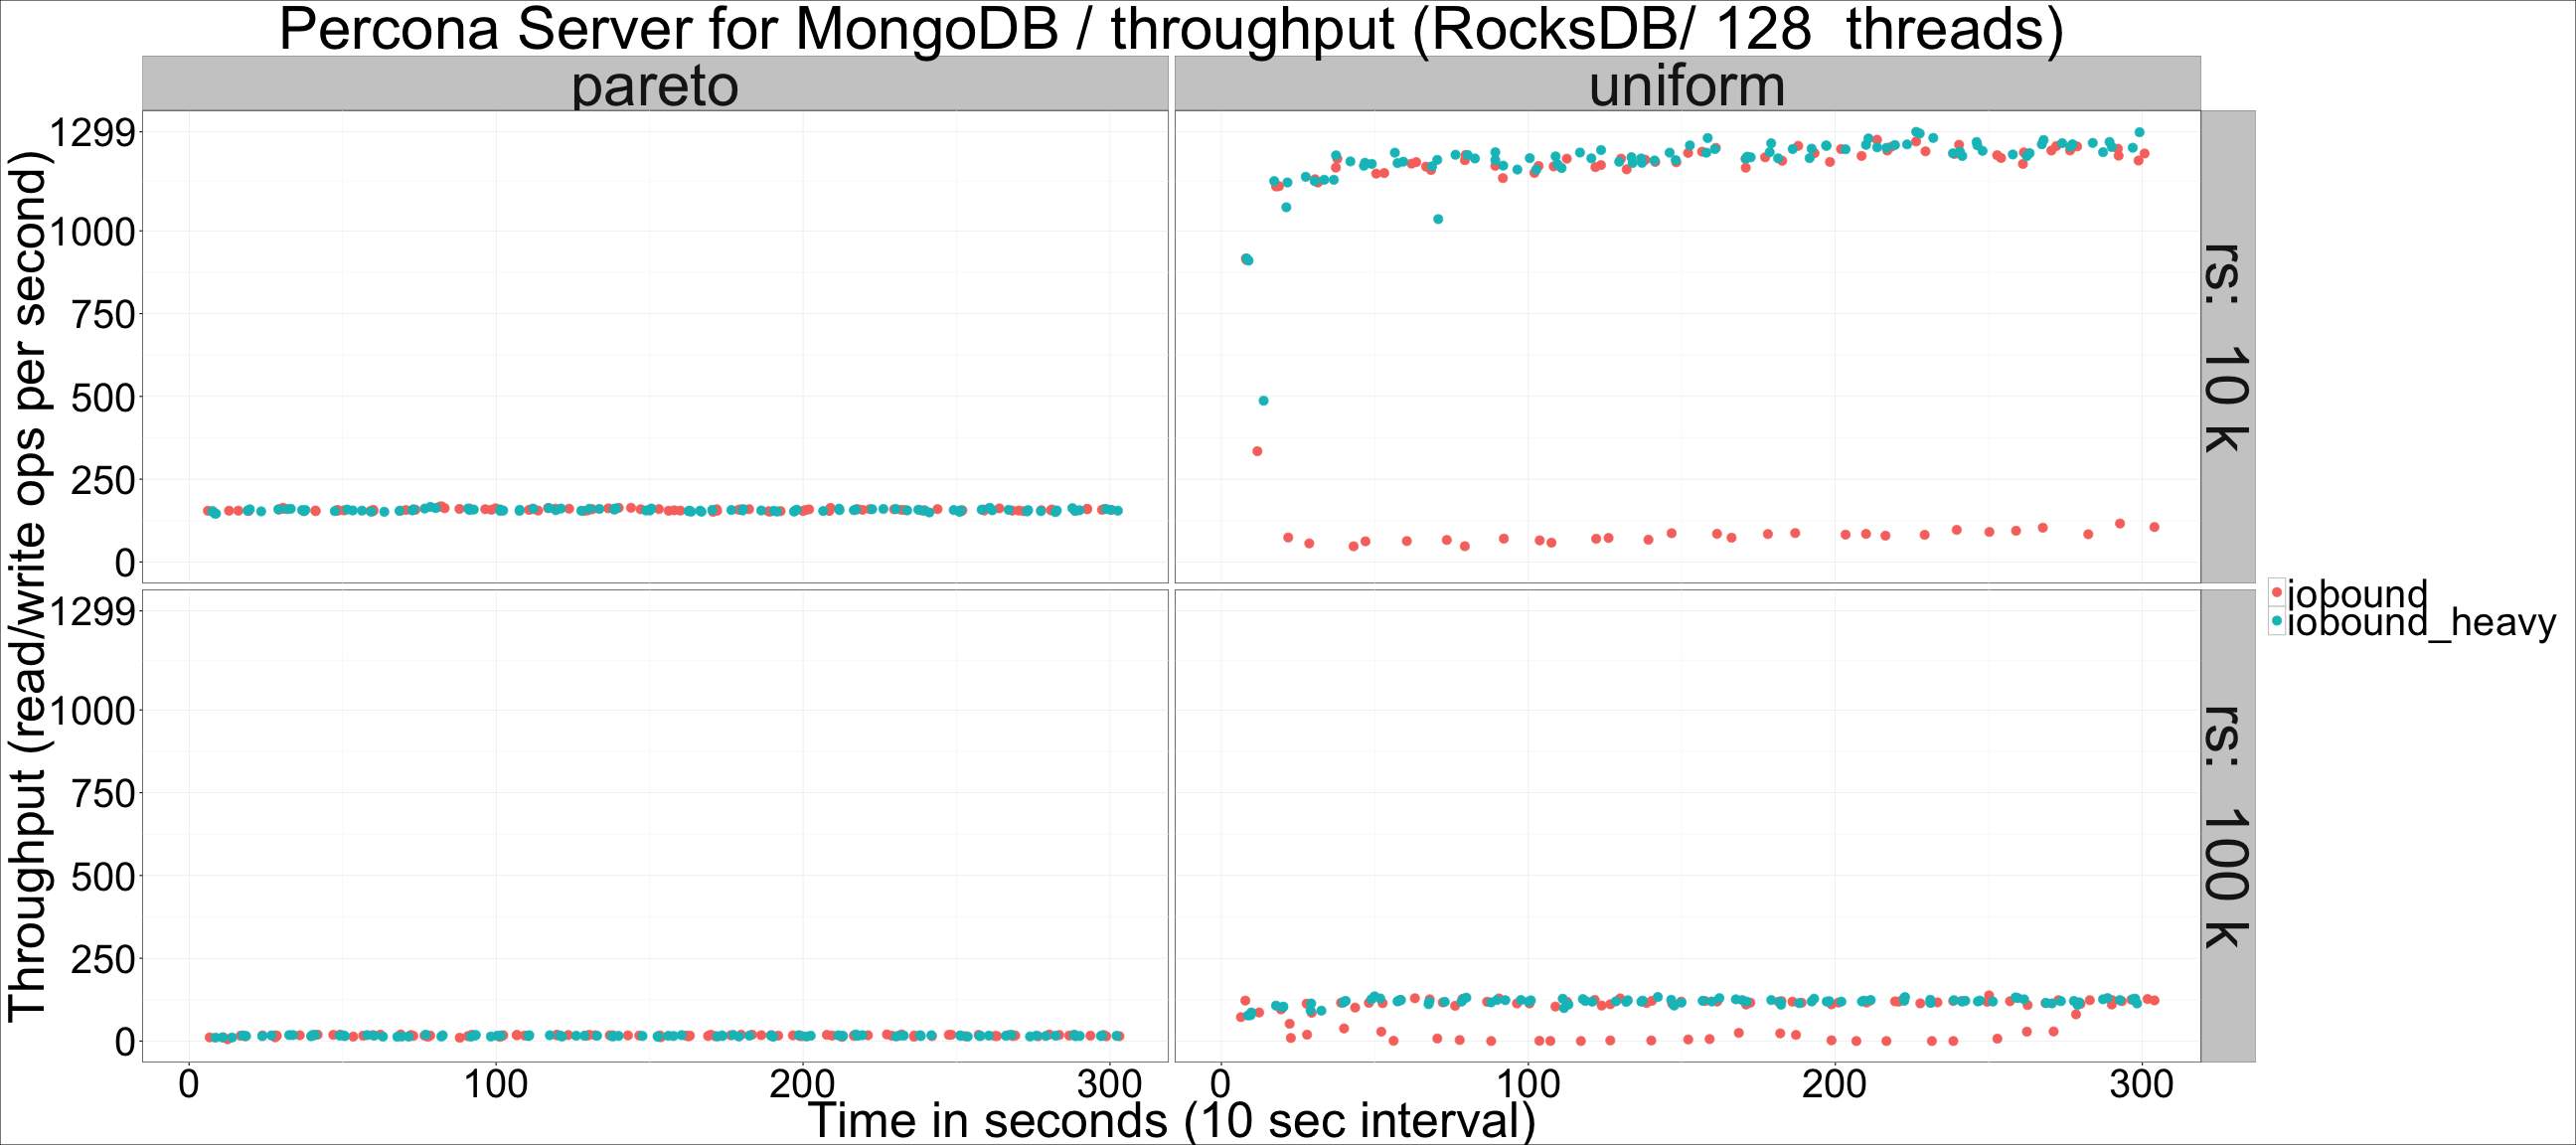 Percona Server for MongoDB / throughput (RocksDB/ 128  threads)
pareto
uniform
Throughput (read/write ops per second)
1299
1000
750
500
250
0
rs:  10 k
1299
1000
750
500
250
0
rs:  100 k
iobound
iobound_heavy
0 100 200 300
0 100 200 300
Time in seconds (10 sec interval)